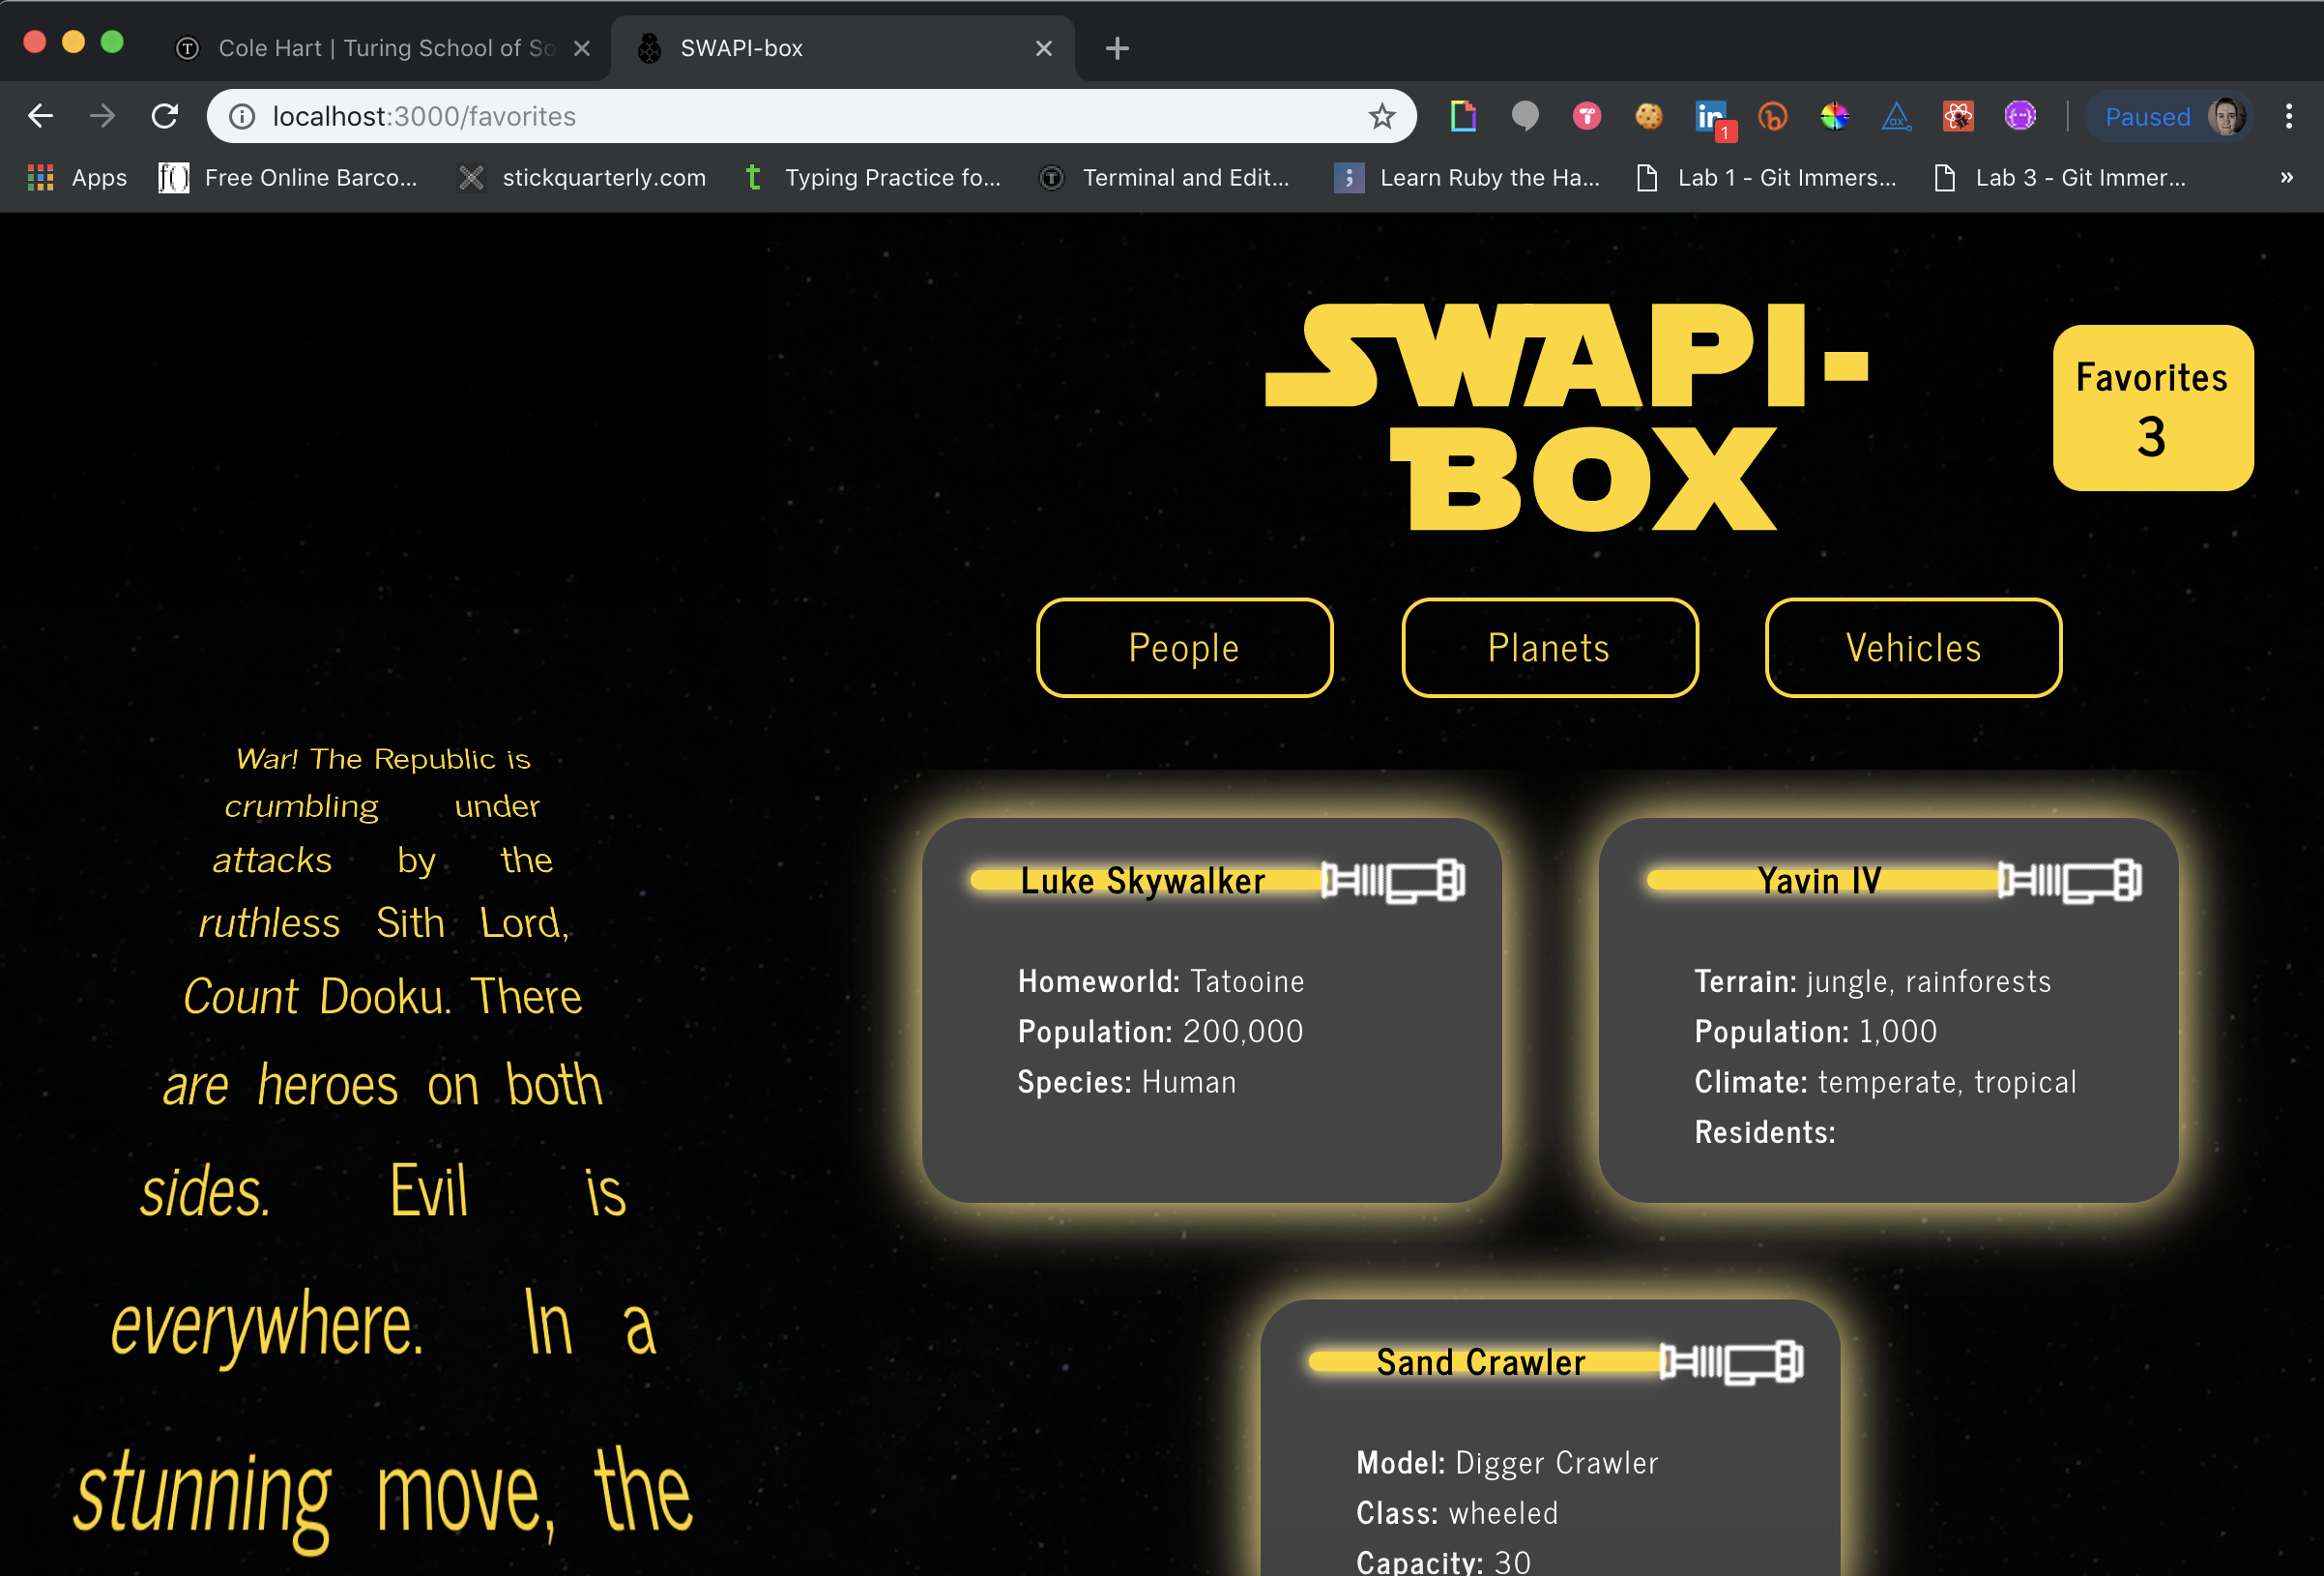 Cole Hart | Turing School of So
SWAPI-box
localhost:3000/favorites
1
Paused
Apps
f()
Free Online Barco...
stickquarterly.com
Typing Practice fo...
Terminal and Edit...
Learn Ruby the Ha...
Lab 1 - Git Immers...
Lab 3 - Git Immer...
»
SWAPI-
BOX
Favorites
3
People
Planets
Vehicles
War! The Republic is
crumbling under
attacks by the
ruthless Sith Lord,
Count Dooku. There
are heroes on both
sides. Evil is
everywhere. In a
stunning move, the
Luke Skywalker
Homeworld: Tatooine
Population: 200,000
Species: Human
Yavin IV
Terrain: jungle, rainforests
Population: 1,000
Climate: temperate, tropical
Residents:
Sand Crawler
Model: Digger Crawler
Class: wheeled
Capacity: 30